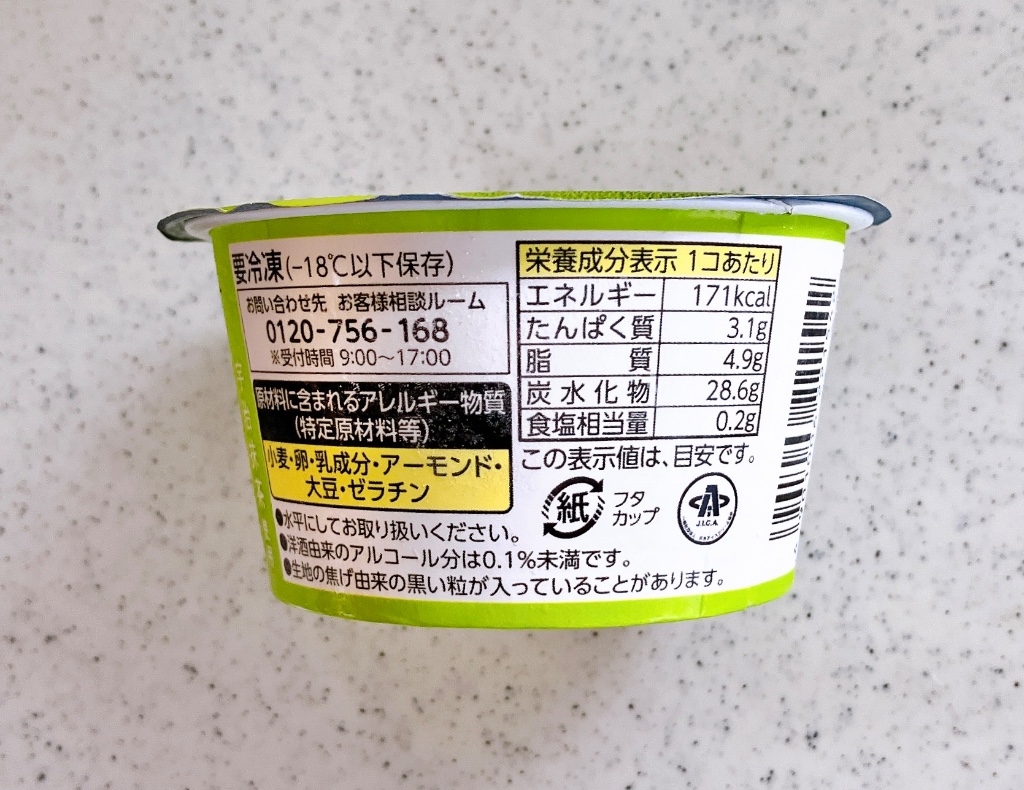 要冷凍(−18℃以下保存)
お問い合わせ先 お客様相談ルーム
0120-756-168
※受付時間 9:00〜17:00
原材料に含まれるアレルギー物質
(特定原材料等)
小麦・卵・乳成分・アーモンド・
大豆・ゼラチン
●水平にしてお取り扱いください。
●洋酒由来のアルコール分は0.1%未満です。
●生地の焦げ由来の黒い粒が入っていることがあります。
栄養成分表示 1コあたり
エネルギー 171kcal
たんぱく質 3.1g
脂質 4.9g
炭水化物 28.6g
食塩相当量 0.2g
この表示値は、目安です。
紙 フタ
カップ
A
J.I.C.A.